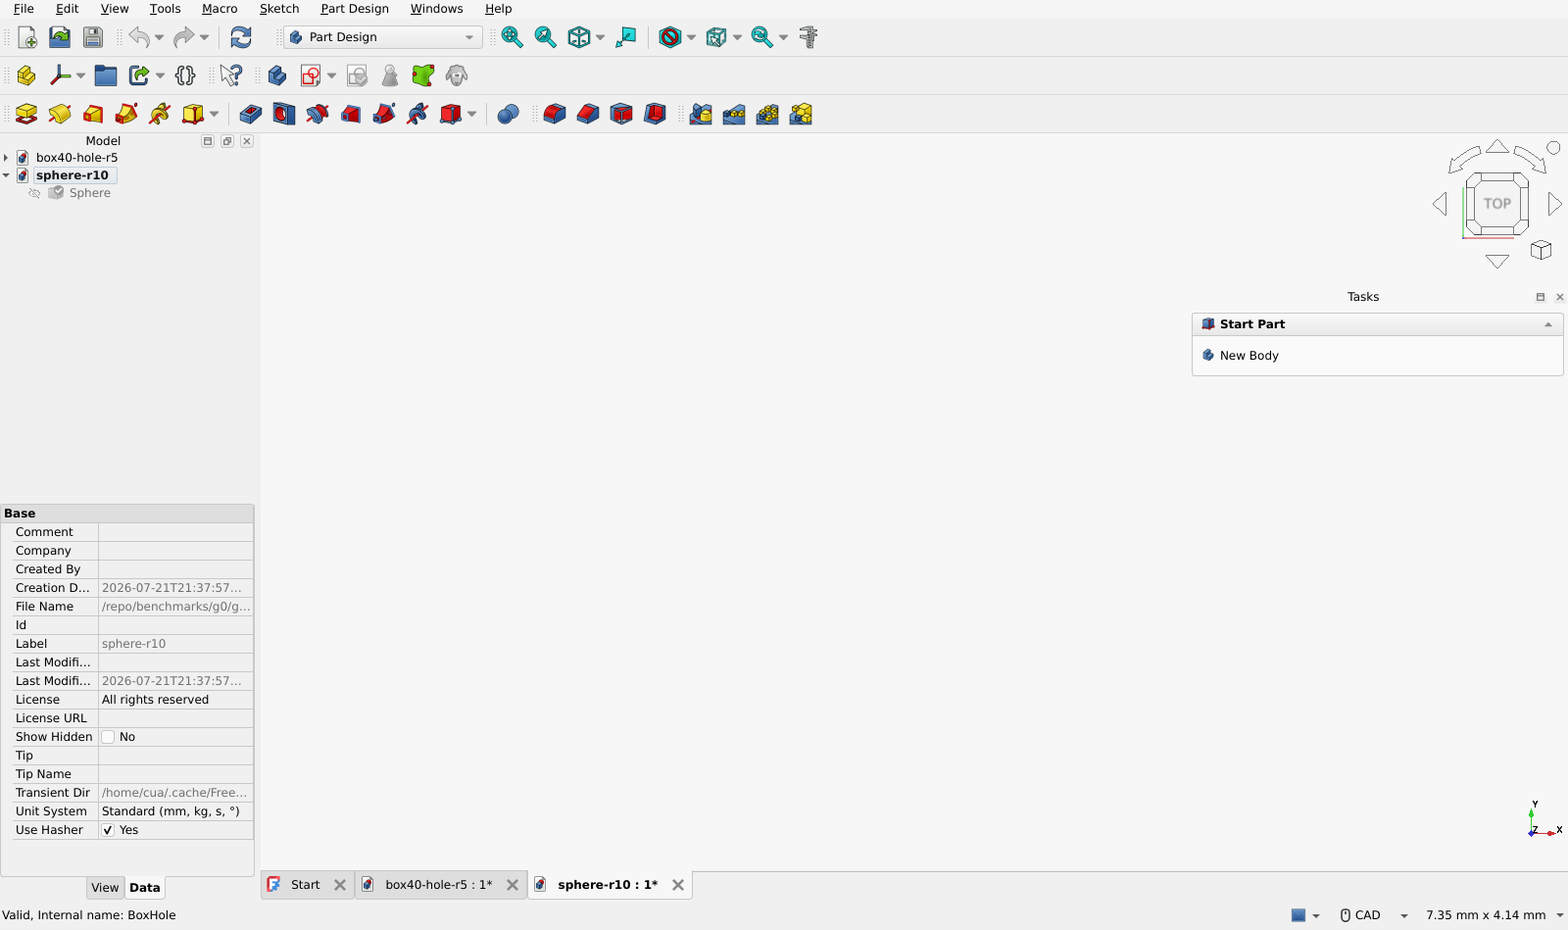 File Edit View Tools Macro Sketch Part Design Windows Help
Part Design
Model
box40-hole-r5
sphere-r10
Sphere
TOP
Tasks
Start Part
New Body
Base
Comment
Company
Created By
Creation D... 2026-07-21T21:37:57...
File Name /repo/benchmarks/g0/g...
Id
Label sphere-r10
Last Modifi...
Last Modifi... 2026-07-21T21:37:57...
License All rights reserved
License URL
Show Hidden No
Tip
Tip Name
Transient Dir /home/cua/.cache/Free...
Unit System Standard (mm, kg, s, °)
Use Hasher Yes
Y
Z X
View Data
Start box40-hole-r5 : 1* sphere-r10 : 1*
Valid, Internal name: BoxHole CAD 7.35 mm x 4.14 mm